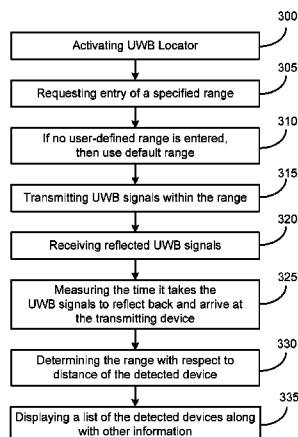 300
Activating UWB Locator
305
Requesting entry of a specified range
310
If no user-defined range is entered,
then use default range
315
Transmitting UWB signals within the range
320
Receiving reflected UWB signals
325
Measuring the time it takes the
UWB signals to reflect back and arrive at
the transmitting device
330
Determining the range with respect to
distance of the detected device
335
Displaying a list of the detected devices along
with other information